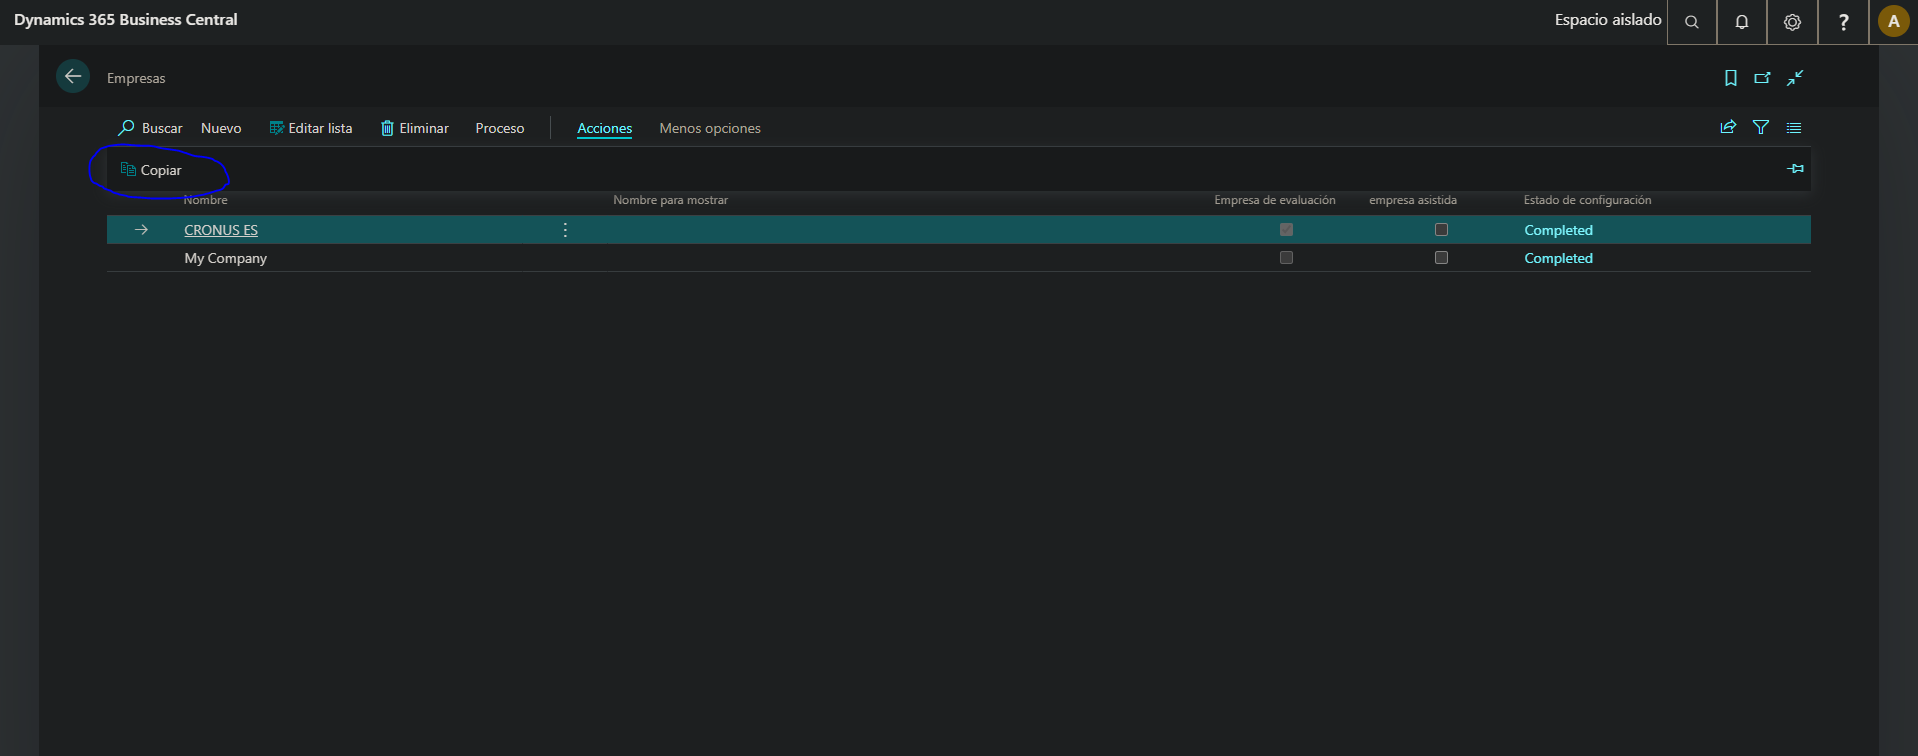 Dynamics 365 Business Central
Espacio aislado
?
A
Empresas
Buscar Nuevo Editar lista Eliminar Proceso Acciones Menos opciones
Copiar
Nombre Nombre para mostrar Empresa de evaluación empresa asistida Estado de configuración
CRONUS ES Completed
My Company Completed